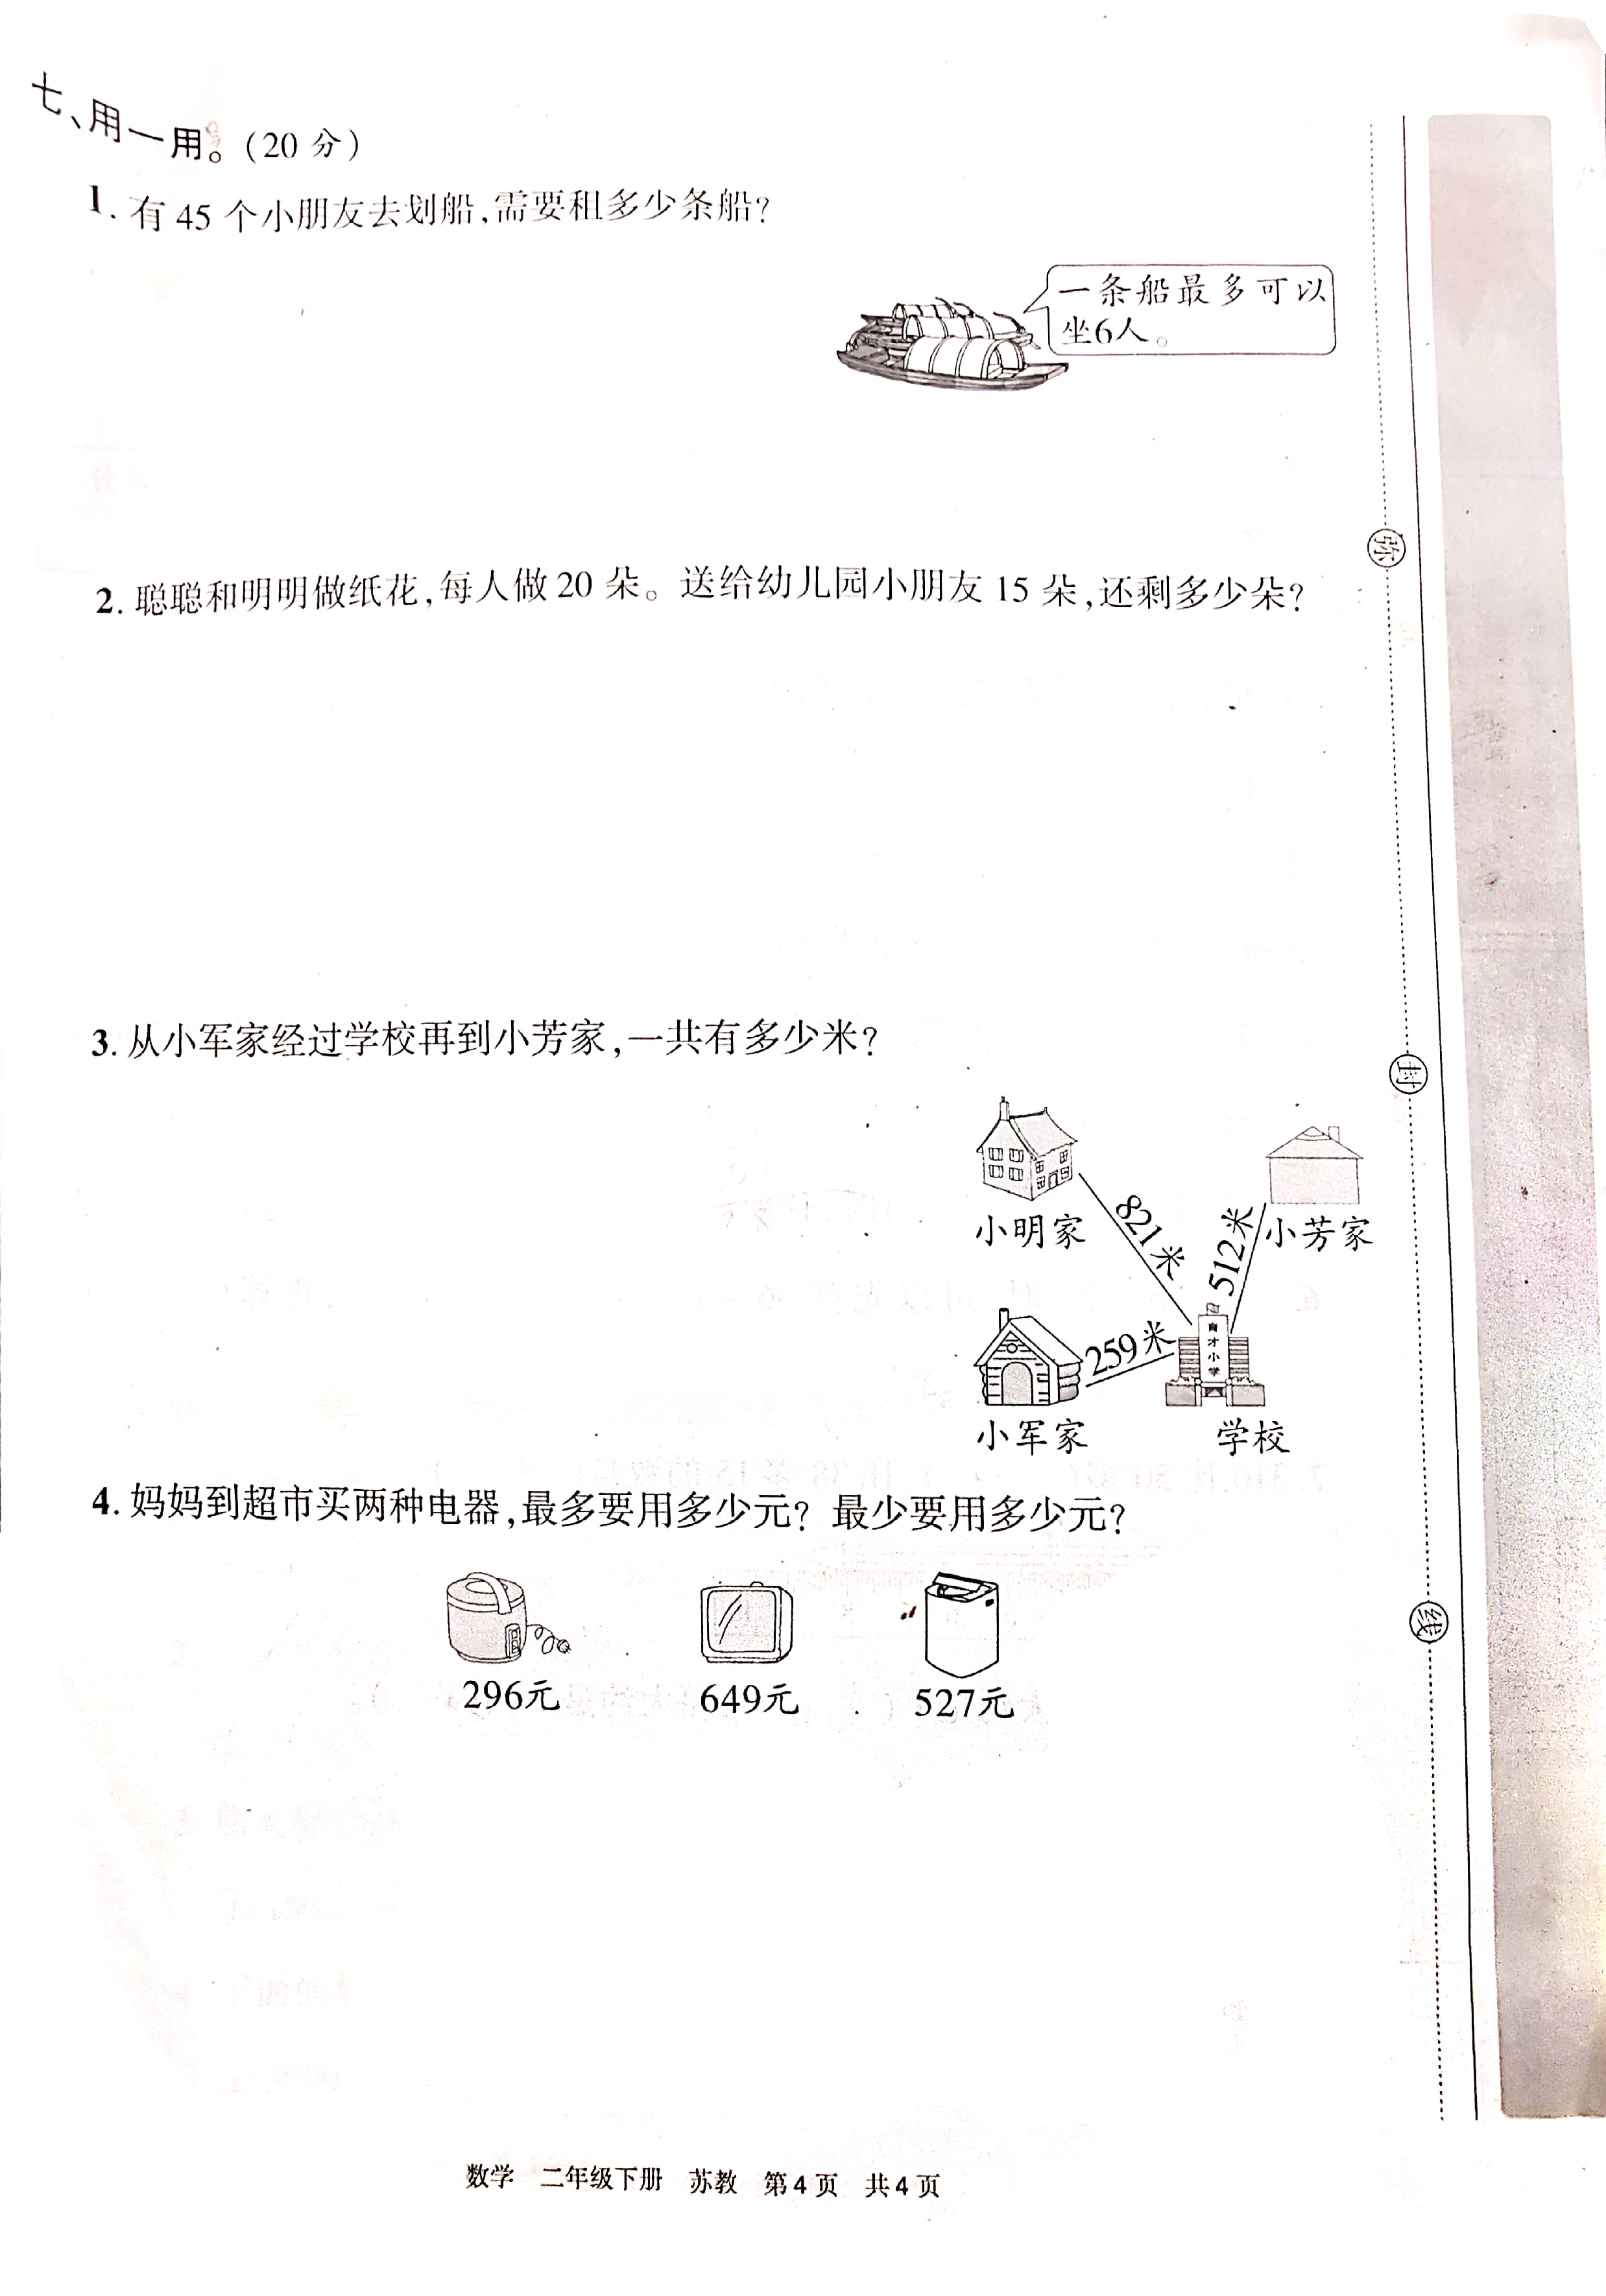 七、用一用。(20 分)
1. 有 45 个小朋友去划船,需要租多少条船?
一条船最多可以
坐6人。
2. 聪聪和明明做纸花,每人做 20 朵。送给幼儿园小朋友 15 朵,还剩多少朵?
3. 从小军家经过学校再到小芳家,一共有多少米?
小明家
821米
512米
小芳家
259米
育才小学
小军家
学校
4. 妈妈到超市买两种电器,最多要用多少元? 最少要用多少元?
296元
649元
527元
弥
封
线
数学 二年级下册 苏教 第4页 共4页